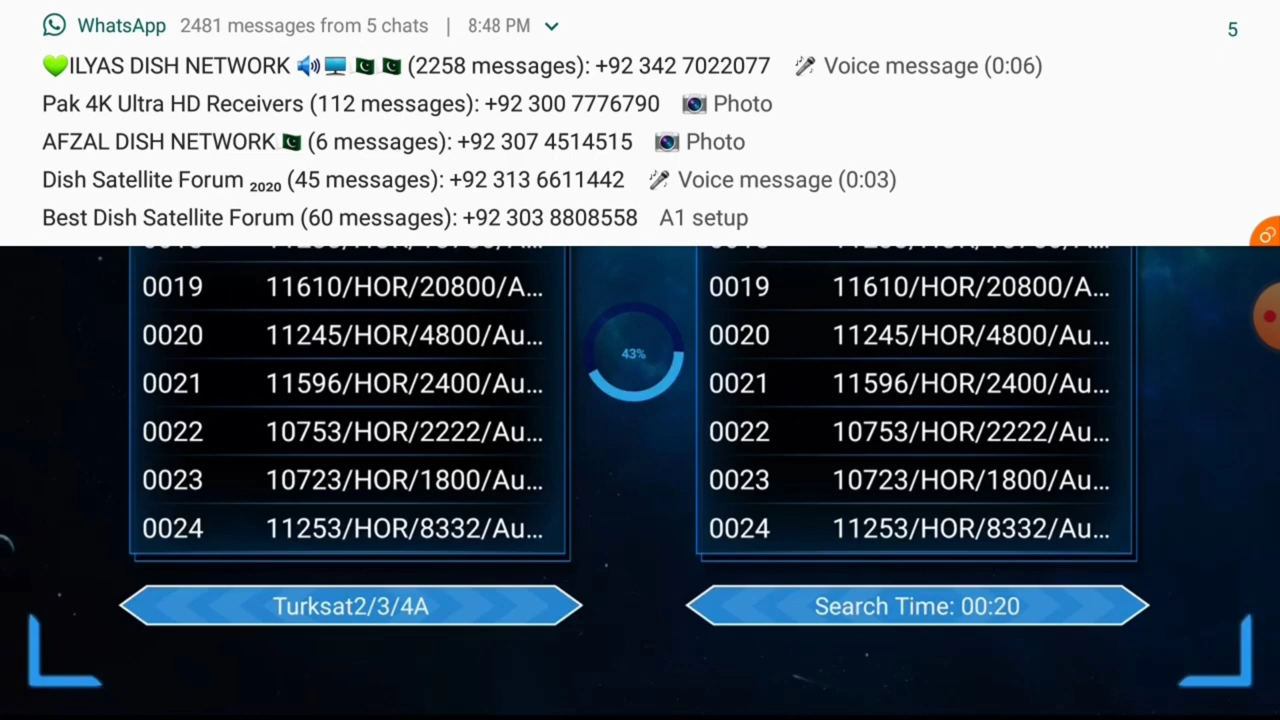 WhatsApp 2481 messages from 5 chats | 8:48 PM 5
💚ILYAS DISH NETWORK 🔊🖥️ 🇵🇰 🇵🇰 (2258 messages): +92 342 7022077 🎤 Voice message (0:06)
Pak 4K Ultra HD Receivers (112 messages): +92 300 7776790 📷 Photo
AFZAL DISH NETWORK🇵🇰 (6 messages): +92 307 4514515 📷 Photo
Dish Satellite Forum ₂₀₂₀ (45 messages): +92 313 6611442 🎤 Voice message (0:03)
Best Dish Satellite Forum (60 messages): +92 303 8808558 A1 setup
0019 11610/HOR/20800/A... 0019 11610/HOR/20800/A...
0020 11245/HOR/4800/Au... 0020 11245/HOR/4800/Au...
43%
0021 11596/HOR/2400/Au... 0021 11596/HOR/2400/Au...
0022 10753/HOR/2222/Au... 0022 10753/HOR/2222/Au...
0023 10723/HOR/1800/Au... 0023 10723/HOR/1800/Au...
0024 11253/HOR/8332/Au... 0024 11253/HOR/8332/Au...
Turksat2/3/4A Search Time: 00:20